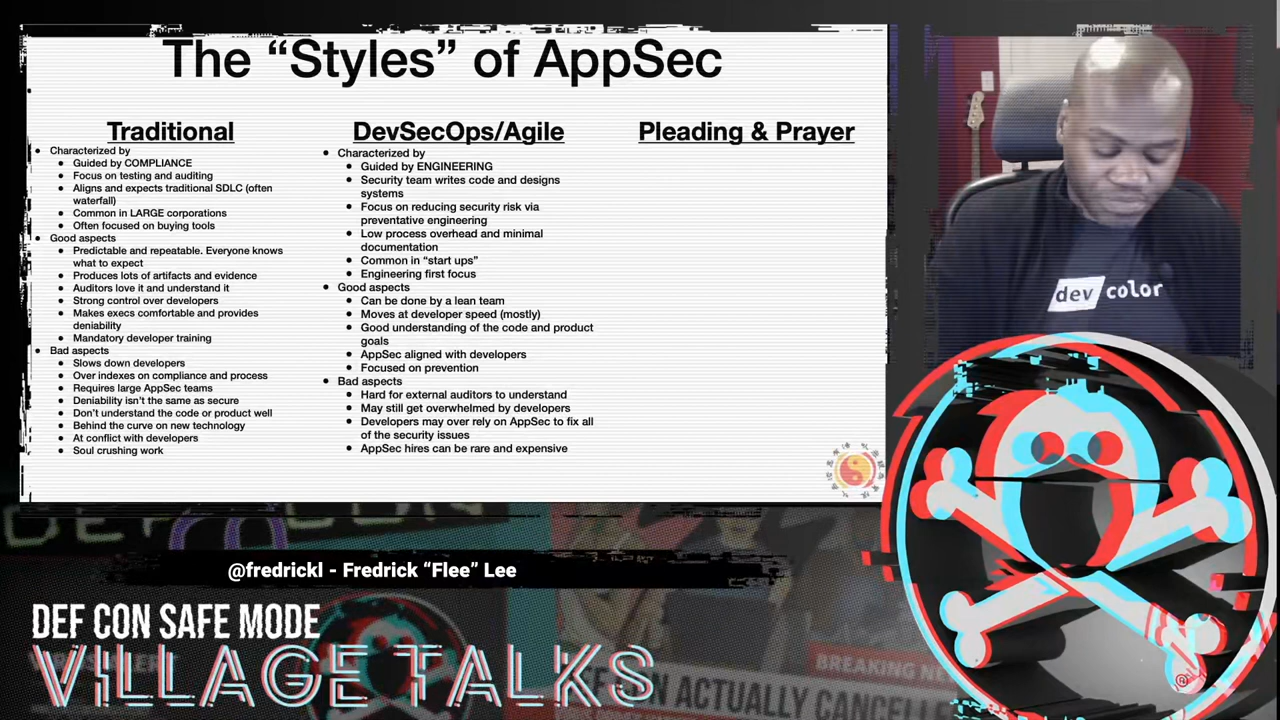 The “Styles” of AppSec
Traditional
Characterized by
Guided by COMPLIANCE
Focus on testing and auditing
Aligns and expects traditional SDLC (often
waterfall)
Common in LARGE corporations
Often focused on buying tools
Good aspects
Predictable and repeatable. Everyone knows
what to expect
Produces lots of artifacts and evidence
Auditors love it and understand it
Strong control over developers
Makes execs comfortable and provides
deniability
Mandatory developer training
Bad aspects
Slows down developers
Over indexes on compliance and process
Requires large AppSec teams
Deniability isn’t the same as secure
Don’t understand the code or product well
Behind the curve on new technology
At conflict with developers
Soul crushing work
DevSecOps/Agile
Characterized by
Guided by ENGINEERING
Security team writes code and designs
systems
Focus on reducing security risk via
preventative engineering
Low process overhead and minimal
documentation
Common in “start ups”
Engineering first focus
Good aspects
Can be done by a lean team
Moves at developer speed (mostly)
Good understanding of the code and product
goals
AppSec aligned with developers
Focused on prevention
Bad aspects
Hard for external auditors to understand
May still get overwhelmed by developers
Developers may over rely on AppSec to fix all
of the security issues
AppSec hires can be rare and expensive
Pleading & Prayer
dev color
DEF CON
@fredrickl - Fredrick “Flee” Lee
DEF CON SAFE MODE
VILLAGE TALKS
BREAKING
CON ACTUALLY
®